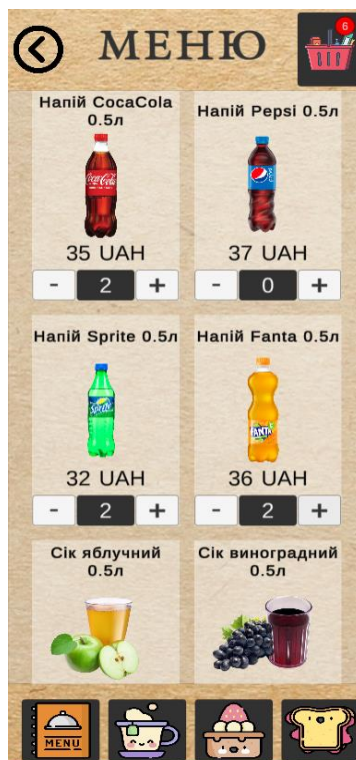 МЕНЮ
6
Напій CocaCola
0.5л
Напій Pepsi 0.5л
Coca-Cola
35 UAH
37 UAH
- 2 +
- 0 +
Напій Sprite 0.5л
Напій Fanta 0.5л
Sprite
FANTA
32 UAH
36 UAH
- 2 +
- 2 +
Сік яблучний
0.5л
Сік виноградний
0.5л
MENU